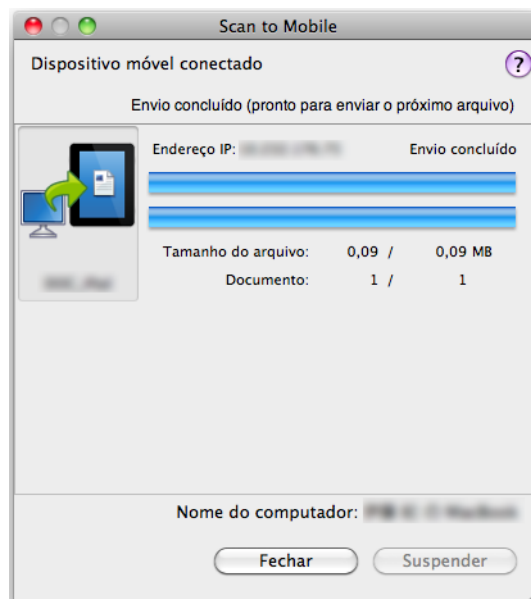 Scan to Mobile
Dispositivo móvel conectado
?
Envio concluído (pronto para enviar o próximo arquivo)
Endereço IP: Envio concluído
Tamanho do arquivo: 0,09 / 0,09 MB
Documento: 1 / 1
Nome do computador:
Fechar Suspender